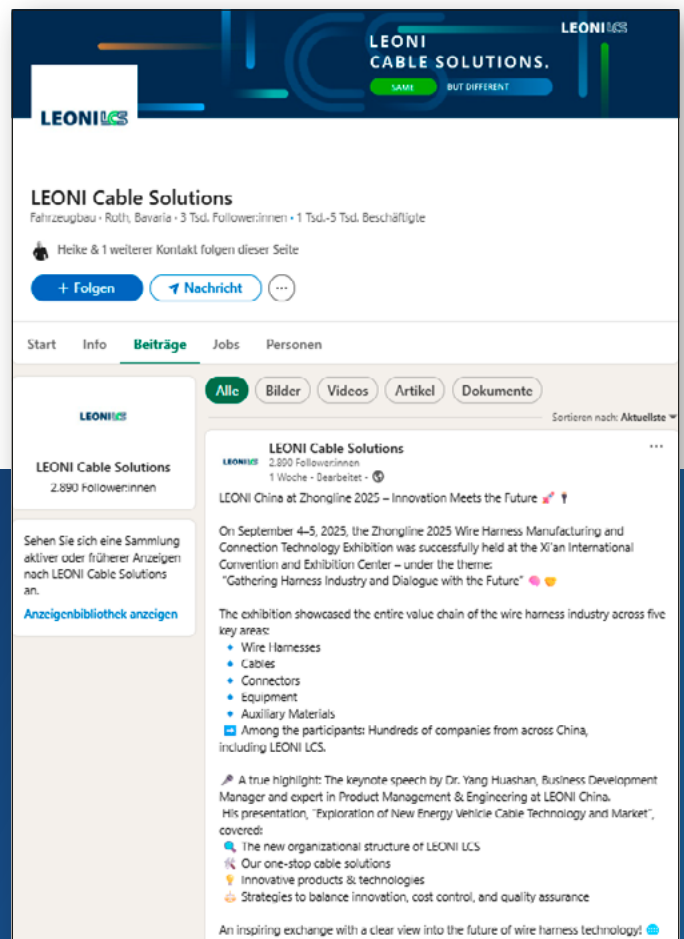 LEONI LCS
LEONI
CABLE SOLUTIONS.
SAME BUT DIFFERENT
LEONI LCS
LEONI Cable Solutions
Fahrzeugbau · Roth, Bavaria · 3 Tsd. Follower:innen · 1 Tsd.-5 Tsd. Beschäftigte
Heike & 1 weiterer Kontakt folgen dieser Seite
+ Folgen Nachricht ...
Start Info Beiträge Jobs Personen
Alle Bilder Videos Artikel Dokumente
Sortieren nach: Aktuellste
LEONI LCS
LEONI Cable Solutions
2.890 Follower:innen
Sehen Sie sich eine Sammlung
aktiver oder früherer Anzeigen
nach LEONI Cable Solutions
an.
Anzeigenbibliothek anzeigen
LEONI LCS
LEONI Cable Solutions
2.890 Follower:innen
1 Woche · Bearbeitet ·
LEONI China at Zhongline 2025 – Innovation Meets the Future
On September 4–5, 2025, the Zhongline 2025 Wire Harness Manufacturing and
Connection Technology Exhibition was successfully held at the Xi'an International
Convention and Exhibition Center – under the theme:
"Gathering Harness Industry and Dialogue with the Future"
The exhibition showcased the entire value chain of the wire harness industry across five
key areas:
Wire Harnesses
Cables
Connectors
Equipment
Auxiliary Materials
Among the participants: Hundreds of companies from across China,
including LEONI LCS.
A true highlight: The keynote speech by Dr. Yang Huashan, Business Development
Manager and expert in Product Management & Engineering at LEONI China.
His presentation, "Exploration of New Energy Vehicle Cable Technology and Market",
covered:
The new organizational structure of LEONI LCS
Our one-stop cable solutions
Innovative products & technologies
Strategies to balance innovation, cost control, and quality assurance
An inspiring exchange with a clear view into the future of wire harness technology!